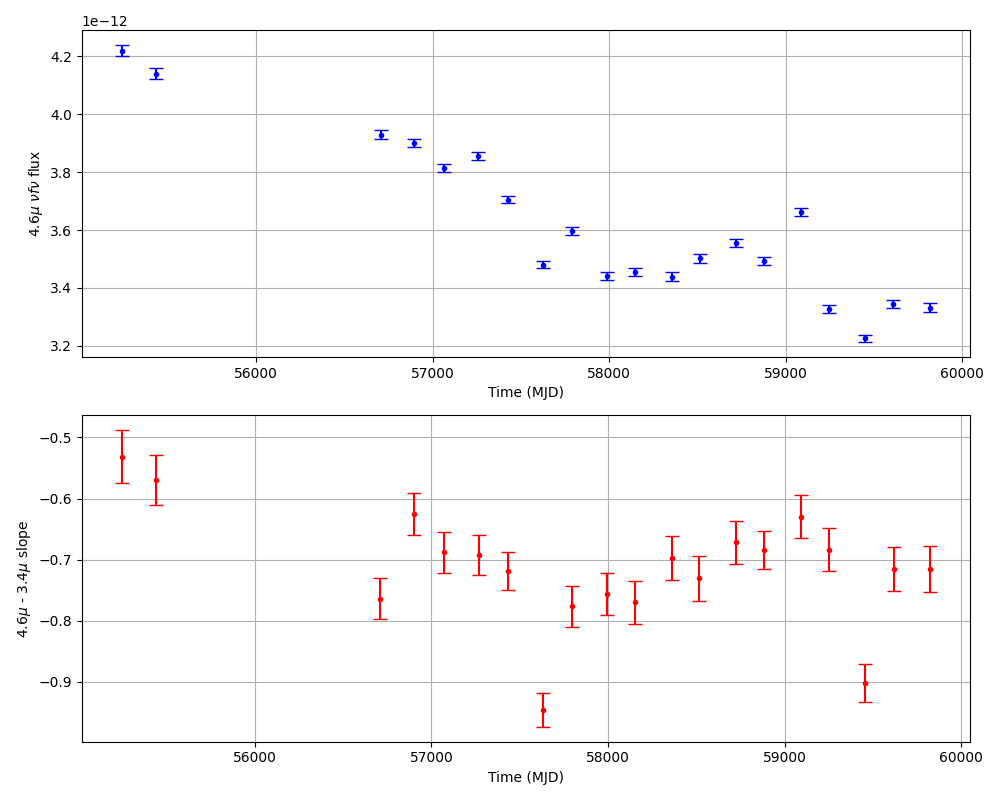 1e−12
4.2
4.0
3.8
3.6
3.4
3.2
4.6μ νfν flux
56000 57000 58000 59000 60000
Time (MJD)
−0.5
−0.6
−0.7
−0.8
−0.9
4.6μ - 3.4μ slope
56000 57000 58000 59000 60000
Time (MJD)